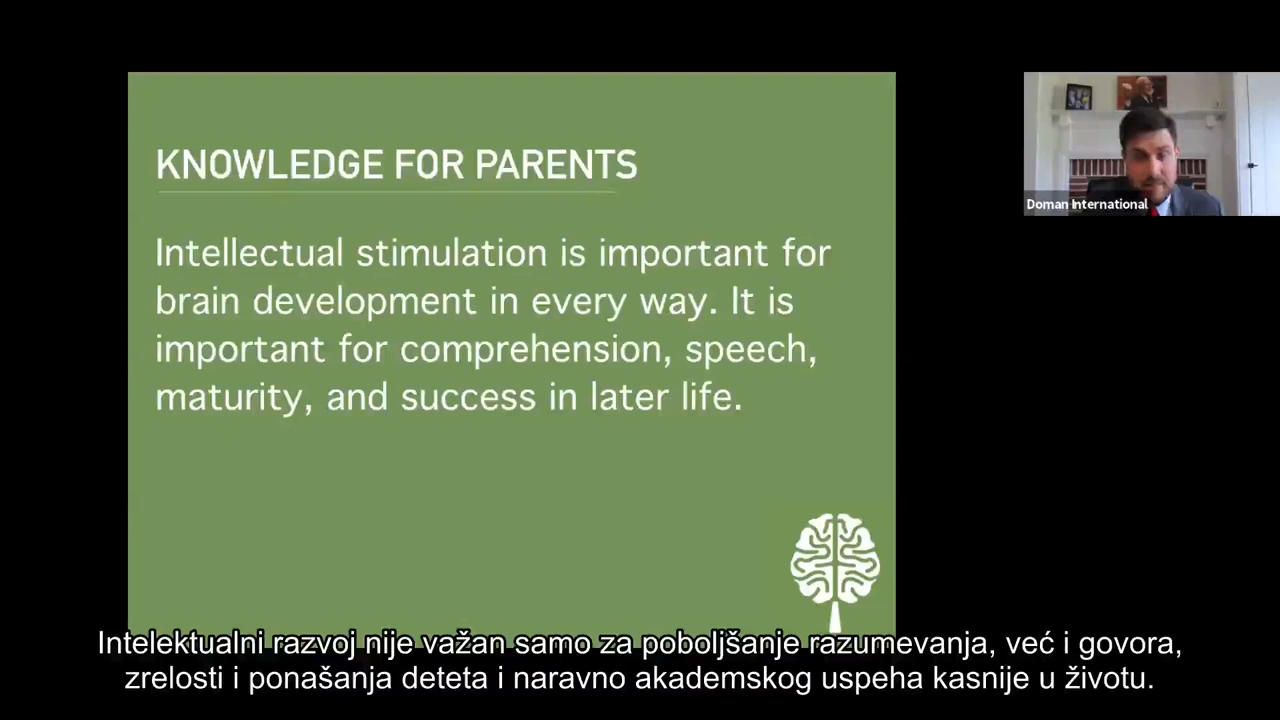 KNOWLEDGE FOR PARENTS
Intellectual stimulation is important for
brain development in every way. It is
important for comprehension, speech,
maturity, and success in later life.
Doman International
Intelektualni razvoj nije važan samo za poboljšanje razumevanja, već i govora,
zrelosti i ponašanja deteta i naravno akademskog uspeha kasnije u životu.